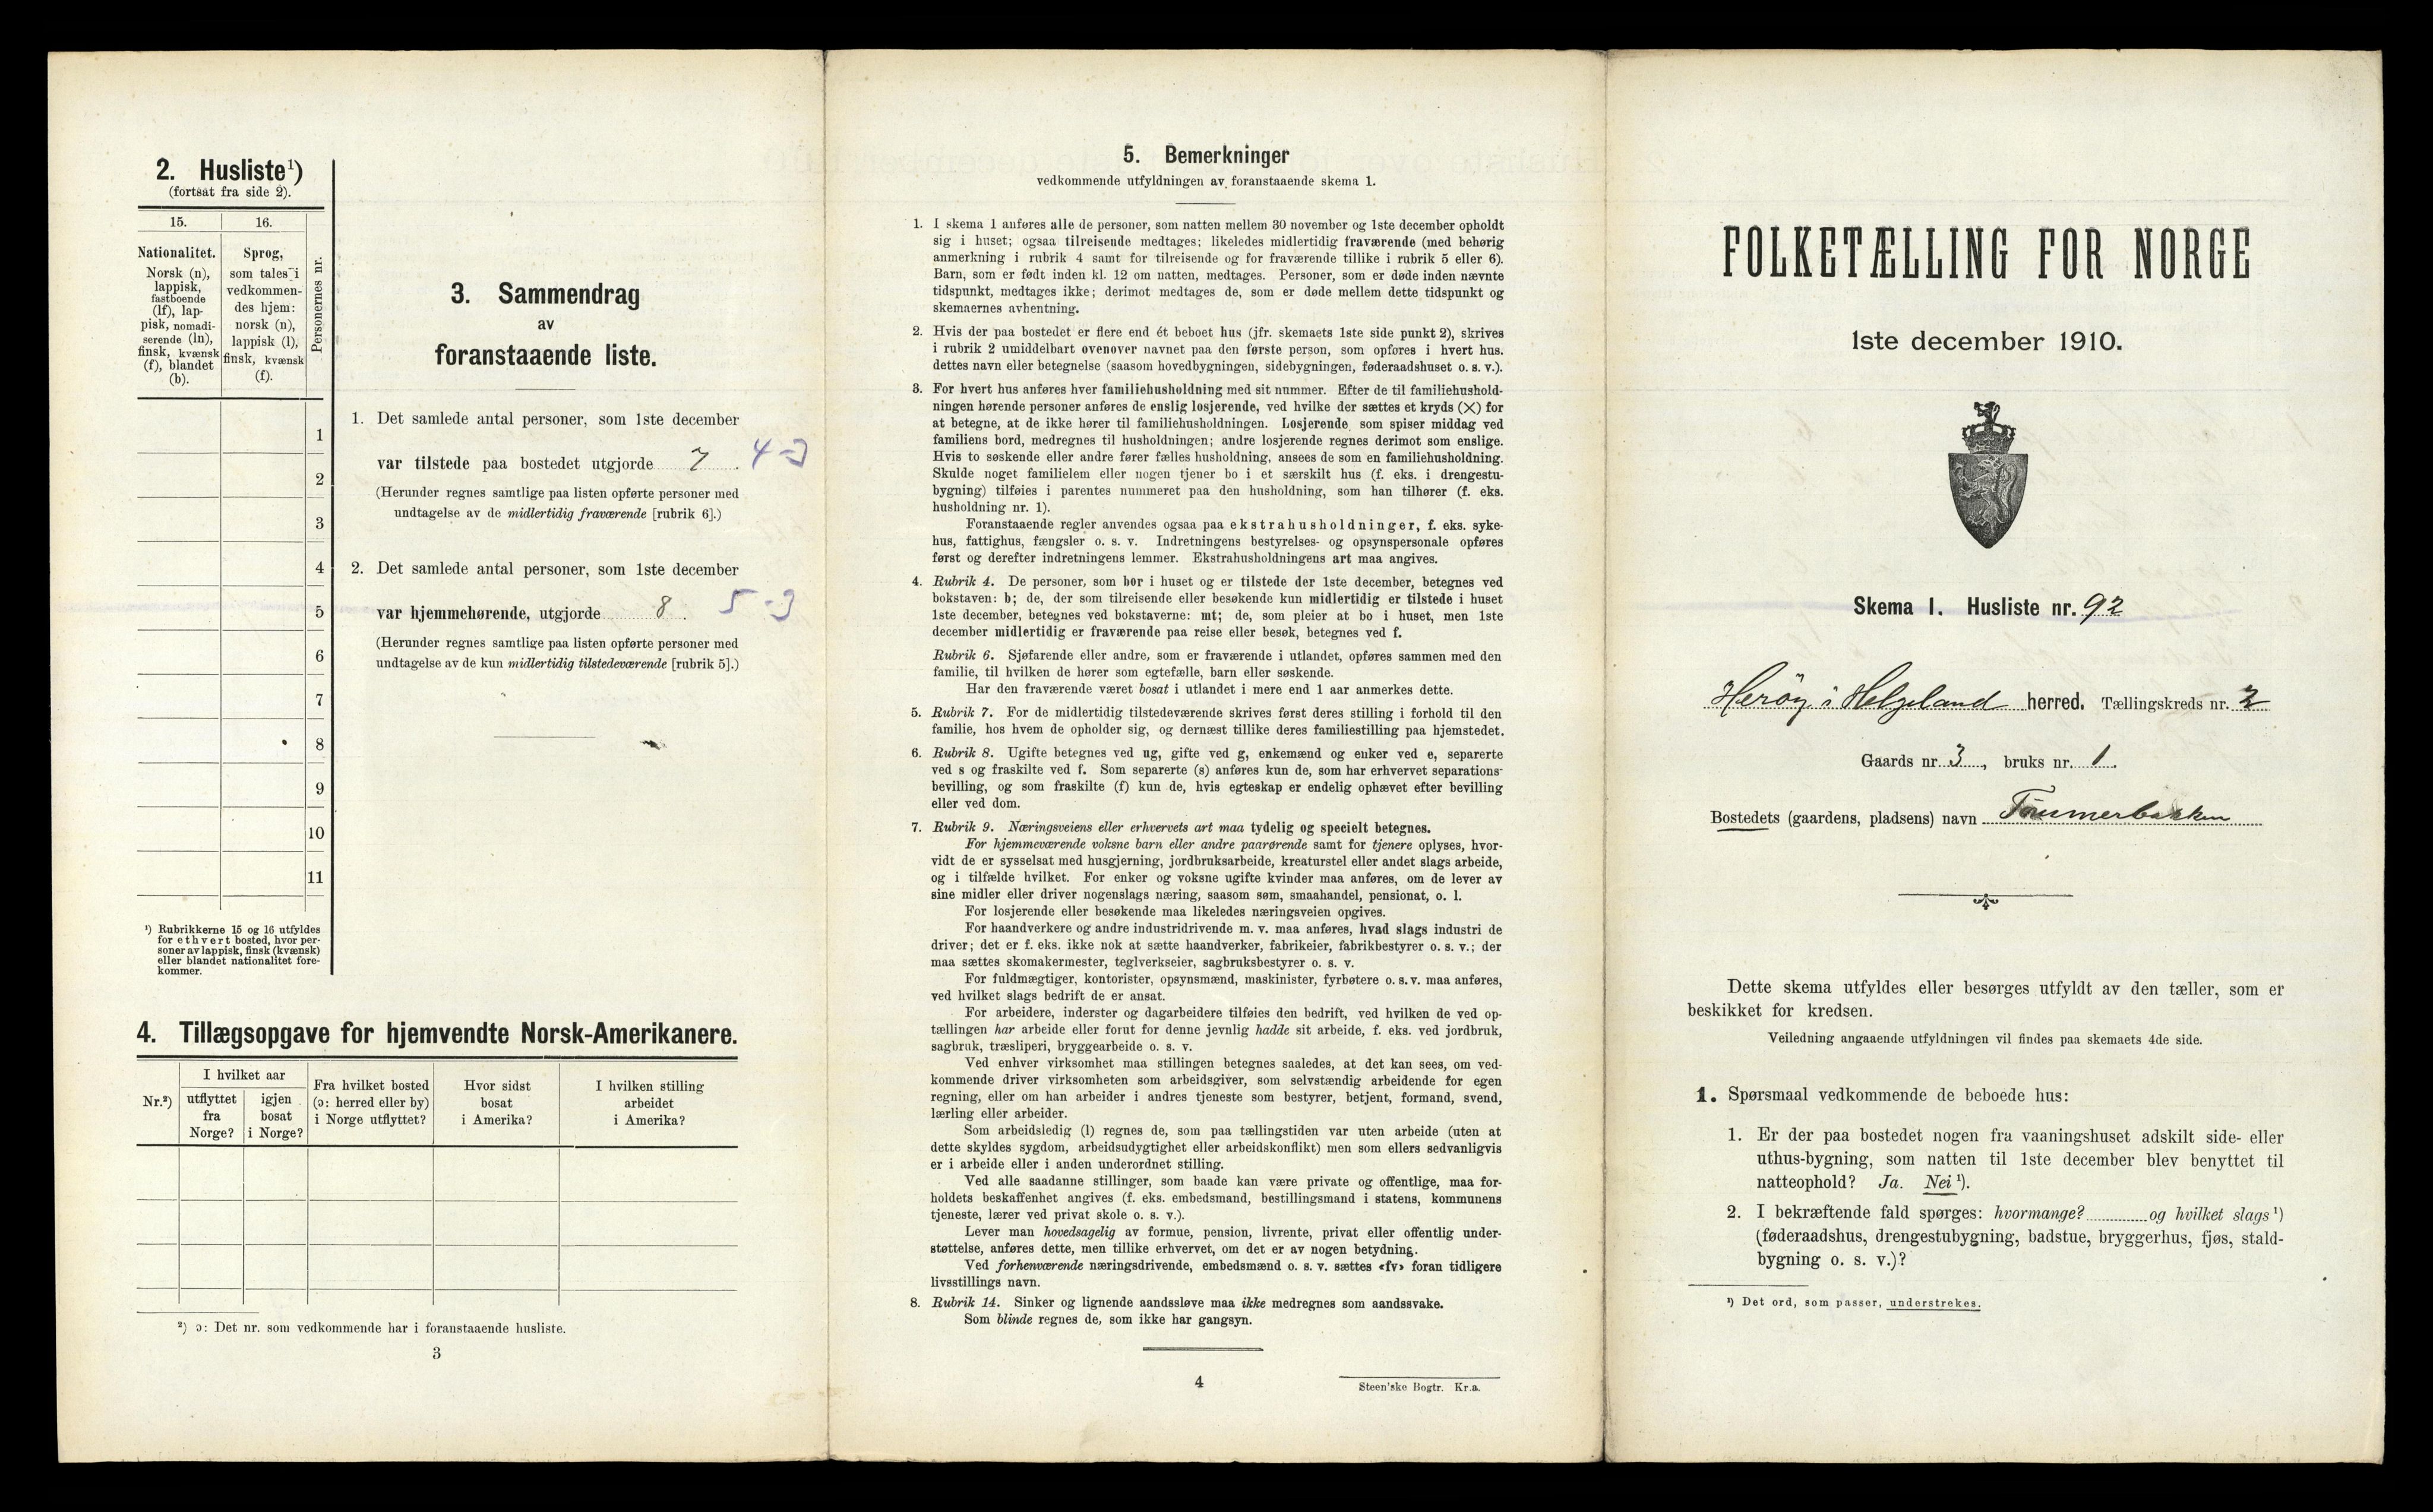 2. Husliste¹)
(fortsat fra side 2).
15.
16.
Nationalitet.
Norsk (n),
lappisk,
fastboende
(lf), lap-
pisk, nomadi-
serende (ln),
finsk, kvænsk
(f), blandet
(b).
Sprog,
som tales i
vedkommen-
des hjem:
norsk (n),
lappisk (l),
finsk, kvænsk
(f).
Personernes nr.
1
2
3
4
5
6
7
8
9
10
11
¹) Rubrikkerne 15 og 16 utfyldes
for ethvert bosted, hvor per-
soner av lappisk, finsk (kvænsk)
eller blandet nationalitet fore-
kommer.
3. Sammendrag
av
foranstaaende liste.
1. Det samlede antal personer, som 1ste december
var tilstede paa bostedet utgjorde 7. 4-3
(Herunder regnes samtlige paa listen opførte personer med
undtagelse av de midlertidig fraværende [rubrik 6].)
2. Det samlede antal personer, som 1ste december
var hjemmehørende, utgjorde 8. 5-3
(Herunder regnes samtlige paa listen opførte personer med
undtagelse av de kun midlertidig tilstedeværende [rubrik 5].)
4. Tillægsopgave for hjemvendte Norsk-Amerikanere.
Nr.²)
I hvilket aar
utflyttet
fra
Norge?
igjen
bosat
i Norge?
Fra hvilket bosted
(ɔ: herred eller by)
i Norge utflyttet?
Hvor sidst
bosat
i Amerika?
I hvilken stilling
arbeidet
i Amerika?
²) ɔ: Det nr. som vedkommende har i foranstaaende husliste.
3
5. Bemerkninger
vedkommende utfyldningen av foranstaaende skema 1.
1. I skema 1 anføres alle de personer, som natten mellem 30 november og 1ste december opholdt
sig i huset; ogsaa tilreisende medtages; likeledes midlertidig fraværende (med behørig
anmerkning i rubrik 4 samt for tilreisende og for fraværende tillike i rubrik 5 eller 6).
Barn, som er født inden kl. 12 om natten, medtages. Personer, som er døde inden nævnte
tidspunkt, medtages ikke; derimot medtages de, som er døde mellem dette tidspunkt og
skemaernes avhentning.
2. Hvis der paa bostedet er flere end ét beboet hus (jfr. skemaets 1ste side punkt 2), skrives
i rubrik 2 umiddelbart ovenover navnet paa den første person, som opføres i hvert hus.
dettes navn eller betegnelse (saasom hovedbygningen, sidebygningen, føderaadshuset o. s. v.).
3. For hvert hus anføres hver familiehusholdning med sit nummer. Efter de til familiehushold-
ningen hørende personer anføres de enslig losjerende, ved hvilke der sættes et kryds (✕) for
at betegne, at de ikke hører til familiehusholdningen. Losjerende som spiser middag ved
familiens bord, medregnes til husholdningen; andre losjerende regnes derimot som enslige.
Hvis to søskende eller andre fører fælles husholdning, ansees de som en familiehusholdning.
Skulde noget familielem eller nogen tjener bo i et særskilt hus (f. eks. i drengestu-
bygning) tilføies i parentes nummeret paa den husholdning, som han tilhører (f. eks.
husholdning nr. 1).
Foranstaaende regler anvendes ogsaa paa ekstrahusholdninger, f. eks. syke-
hus, fattighus, fængsler o. s. v. Indretningens bestyrelses- og opsynspersonale opføres
først og derefter indretningens lemmer. Ekstrahusholdningens art maa angives.
4. Rubrik 4. De personer, som bor i huset og er tilstede der 1ste december, betegnes ved
bokstaven: b; de, der som tilreisende eller besøkende kun midlertidig er tilstede i huset
1ste december, betegnes ved bokstaverne: mt; de, som pleier at bo i huset, men 1ste
december midlertidig er fraværende paa reise eller besøk, betegnes ved f.
Rubrik 6. Sjøfarende eller andre, som er fraværende i utlandet, opføres sammen med den
familie, til hvilken de hører som egtefælle, barn eller søskende.
Har den fraværende været bosat i utlandet i mere end 1 aar anmerkes dette.
5. Rubrik 7. For de midlertidig tilstedeværende skrives først deres stilling i forhold til den
familie, hos hvem de opholder sig, og dernæst tillike deres familiestilling paa hjemstedet.
6. Rubrik 8. Ugifte betegnes ved ug, gifte ved g, enkemænd og enker ved e, separerte
ved s og fraskilte ved f. Som separerte (s) anføres kun de, som har erhvervet separations-
bevilling, og som fraskilte (f) kun de, hvis egteskap er endelig ophævet efter bevilling
eller ved dom.
7. Rubrik 9. Næringsveiens eller erhvervets art maa tydelig og specielt betegnes.
For hjemmeværende voksne barn eller andre paarørende samt for tjenere oplyses, hvor-
vidt de er sysselsat med husgjerning, jordbruksarbeide, kreaturstel eller andet slags arbeide,
og i tilfælde hvilket. For enker og voksne ugifte kvinder maa anføres, om de lever av
sine midler eller driver nogenslags næring, saasom søm, smaahandel, pensionat, o. l.
For losjerende eller besøkende maa likeledes næringsveien opgives.
For haandverkere og andre industridrivende m. v. maa anføres, hvad slags industri de
driver; det er f. eks. ikke nok at sætte haandverker, fabrikeier, fabrikbestyrer o. s. v.; der
maa sættes skomakermester, teglverkseier, sagbruksbestyrer o. s. v.
For fuldmægtiger, kontorister, opsynsmænd, maskinister, fyrbøtere o. s. v. maa anføres,
ved hvilket slags bedrift de er ansat.
For arbeidere, inderster og dagarbeidere tilføies den bedrift, ved hvilken de ved op-
tællingen har arbeide eller forut for denne jevnlig hadde sit arbeide, f. eks. ved jordbruk,
sagbruk, træsliperi, bryggearbeide o. s. v.
Ved enhver virksomhet maa stillingen betegnes saaledes, at det kan sees, om ved-
kommende driver virksomheten som arbeidsgiver, som selvstændig arbeidende for egen
regning, eller om han arbeider i andres tjeneste som bestyrer, betjent, formand, svend,
lærling eller arbeider.
Som arbeidsledig (l) regnes de, som paa tællingstiden var uten arbeide (uten at
dette skyldes sygdom, arbeidsudygtighet eller arbeidskonflikt) men som ellers sedvanligvis
er i arbeide eller i anden underordnet stilling.
Ved alle saadanne stillinger, som baade kan være private og offentlige, maa for-
holdets beskaffenhet angives (f. eks. embedsmand, bestillingsmand i statens, kommunens
tjeneste, lærer ved privat skole o. s. v.).
Lever man hovedsagelig av formue, pension, livrente, privat eller offentlig under-
støttelse, anføres dette, men tillike erhvervet, om det er av nogen betydning.
Ved forhenværende næringsdrivende, embedsmænd o. s. v. sættes «fv» foran tidligere
livsstillings navn.
8. Rubrik 14. Sinker og lignende aandssløve maa ikke medregnes som aandssvake.
Som blinde regnes de, som ikke har gangsyn.
4
Steen'ske Bogtr. Kr.a.
FOLKETÆLLING FOR NORGE
1ste december 1910.
Skema 1. Husliste nr. 92
Herøy i Helgeland herred. Tællingskreds nr. 2
Gaards nr. 3, bruks nr. 1.
Bostedets (gaardens, pladsens) navn
Dette skema utfyldes eller besørges utfyldt av den tæller, som er
beskikket for kredsen.
Veiledning angaaende utfyldningen vil findes paa skemaets 4de side.
1. Spørsmaal vedkommende de beboede hus:
1. Er der paa bostedet nogen fra vaaningshuset adskilt side- eller
uthus-bygning, som natten til 1ste december blev benyttet til
natteophold? Ja. Nei ¹).
2. I bekræftende fald spørges: hvormange? og hvilket slags ¹)
(føderaadshus, drengestubygning, badstue, bryggerhus, fjøs, stald-
bygning o. s. v.)?
¹) Det ord, som passer, understrekes.